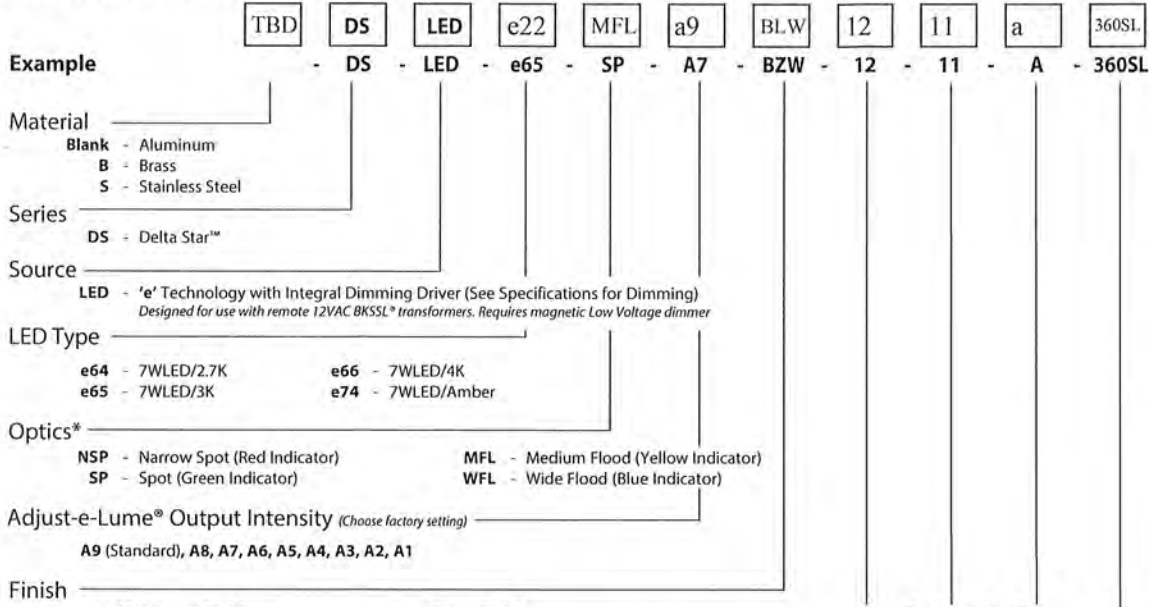 TBD DS LED e22 MFL a9 BLW 12 11 a 360SL
Example - DS - LED - e65 - SP - A7 - BZW - 12 - 11 - A - 360SL
Material
Blank - Aluminum
B - Brass
S - Stainless Steel
Series
DS - Delta Star™
Source
LED - 'e' Technology with Integral Dimming Driver (See Specifications for Dimming)
Designed for use with remote 12VAC BKSSL® transformers. Requires magnetic Low Voltage dimmer
LED Type
e64 - 7WLED/2.7K e66 - 7WLED/4K
e65 - 7WLED/3K e74 - 7WLED/Amber
Optics*
NSP - Narrow Spot (Red Indicator) MFL - Medium Flood (Yellow Indicator)
SP - Spot (Green Indicator) WFL - Wide Flood (Blue Indicator)
Adjust-e-Lume® Output Intensity (Choose factory setting)
A9 (Standard), A8, A7, A6, A5, A4, A3, A2, A1
Finish